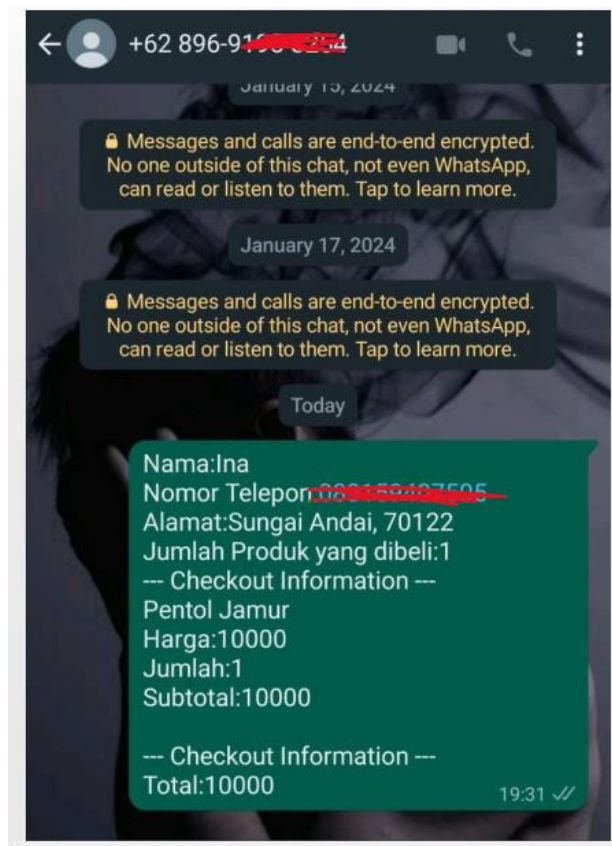 +62 896-9
January 15, 2024
Messages and calls are end-to-end encrypted.
No one outside of this chat, not even WhatsApp,
can read or listen to them. Tap to learn more.
January 17, 2024
Messages and calls are end-to-end encrypted.
No one outside of this chat, not even WhatsApp,
can read or listen to them. Tap to learn more.
Today
Nama:Ina
Nomor Telepon:
Alamat:Sungai Andai, 70122
Jumlah Produk yang dibeli:1
--- Checkout Information ---
Pentol Jamur
Harga:10000
Jumlah:1
Subtotal:10000
--- Checkout Information ---
Total:10000
19:31